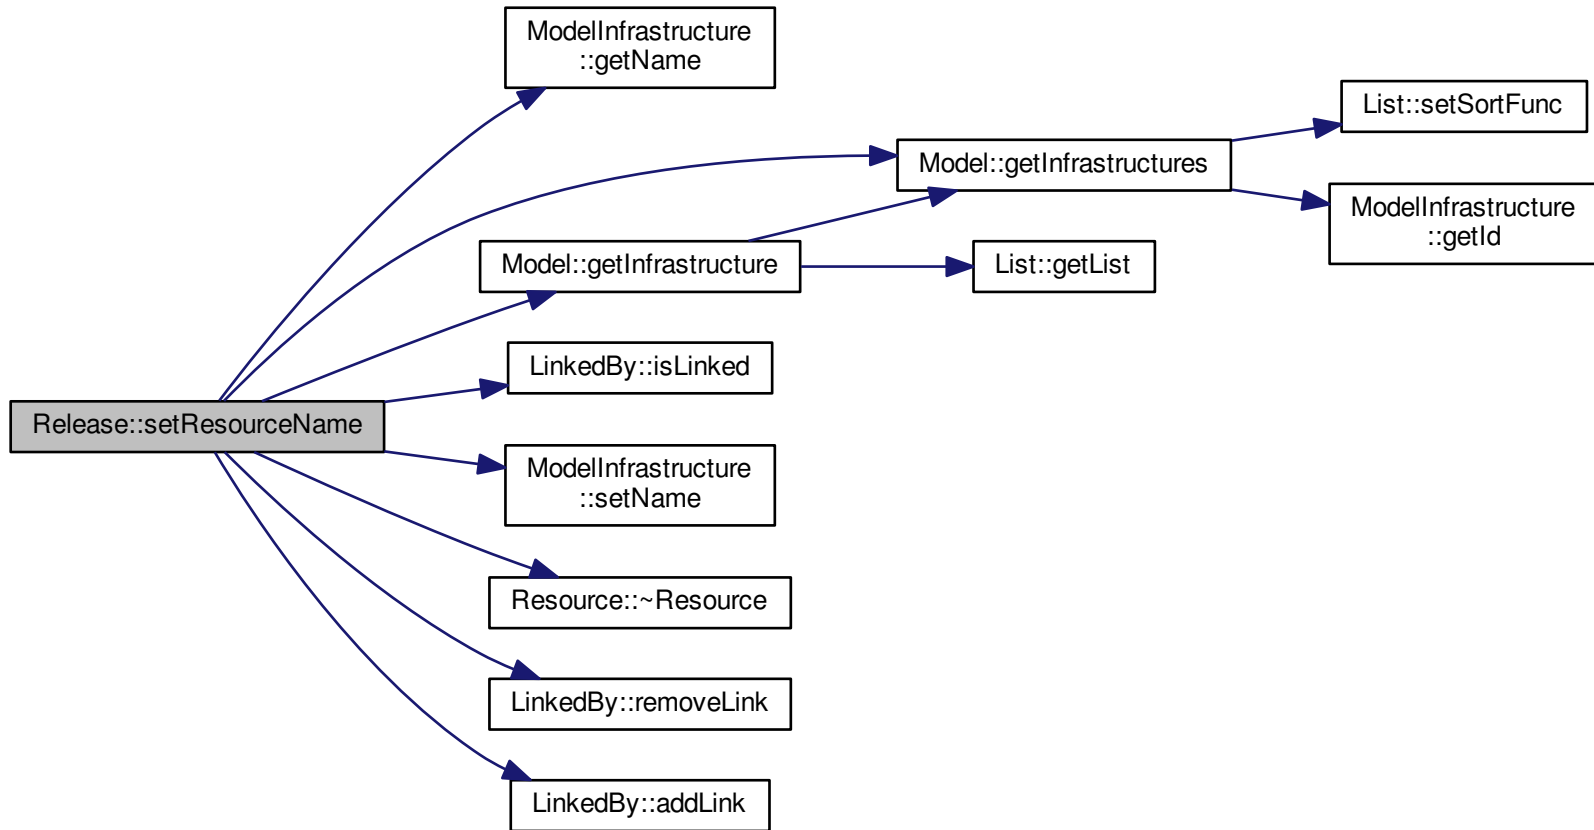 ModelInfrastructure
::getName
List::setSortFunc
Model::getInfrastructures
ModelInfrastructure
::getId
Model::getInfrastructure
List::getList
LinkedBy::isLinked
Release::setResourceName
ModelInfrastructure
::setName
Resource::~Resource
LinkedBy::removeLink
LinkedBy::addLink